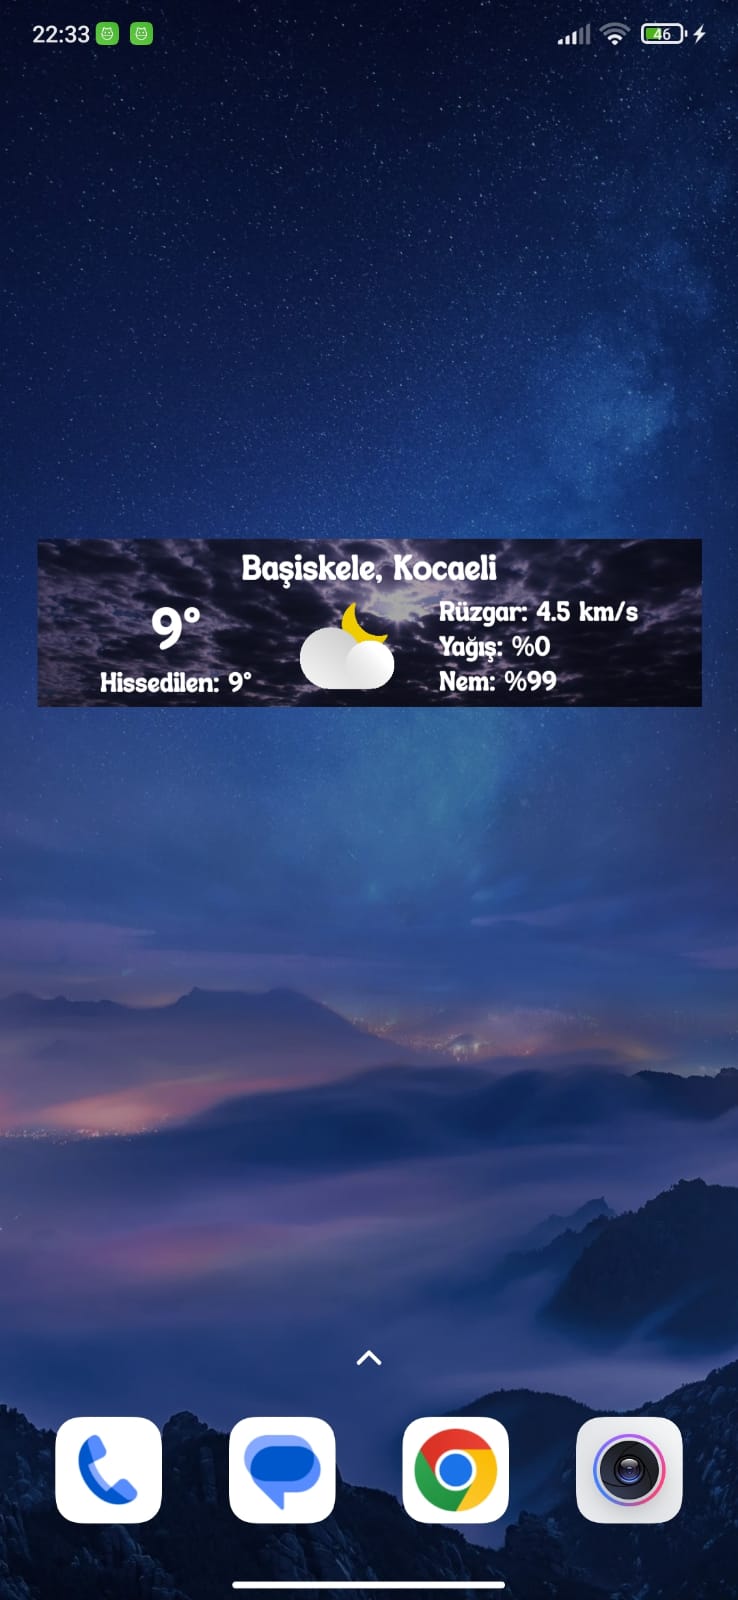 22:33
46
Başiskele, Kocaeli
9°
Hissedilen: 9°
Rüzgar: 4.5 km/s
Yağış: %0
Nem: %99